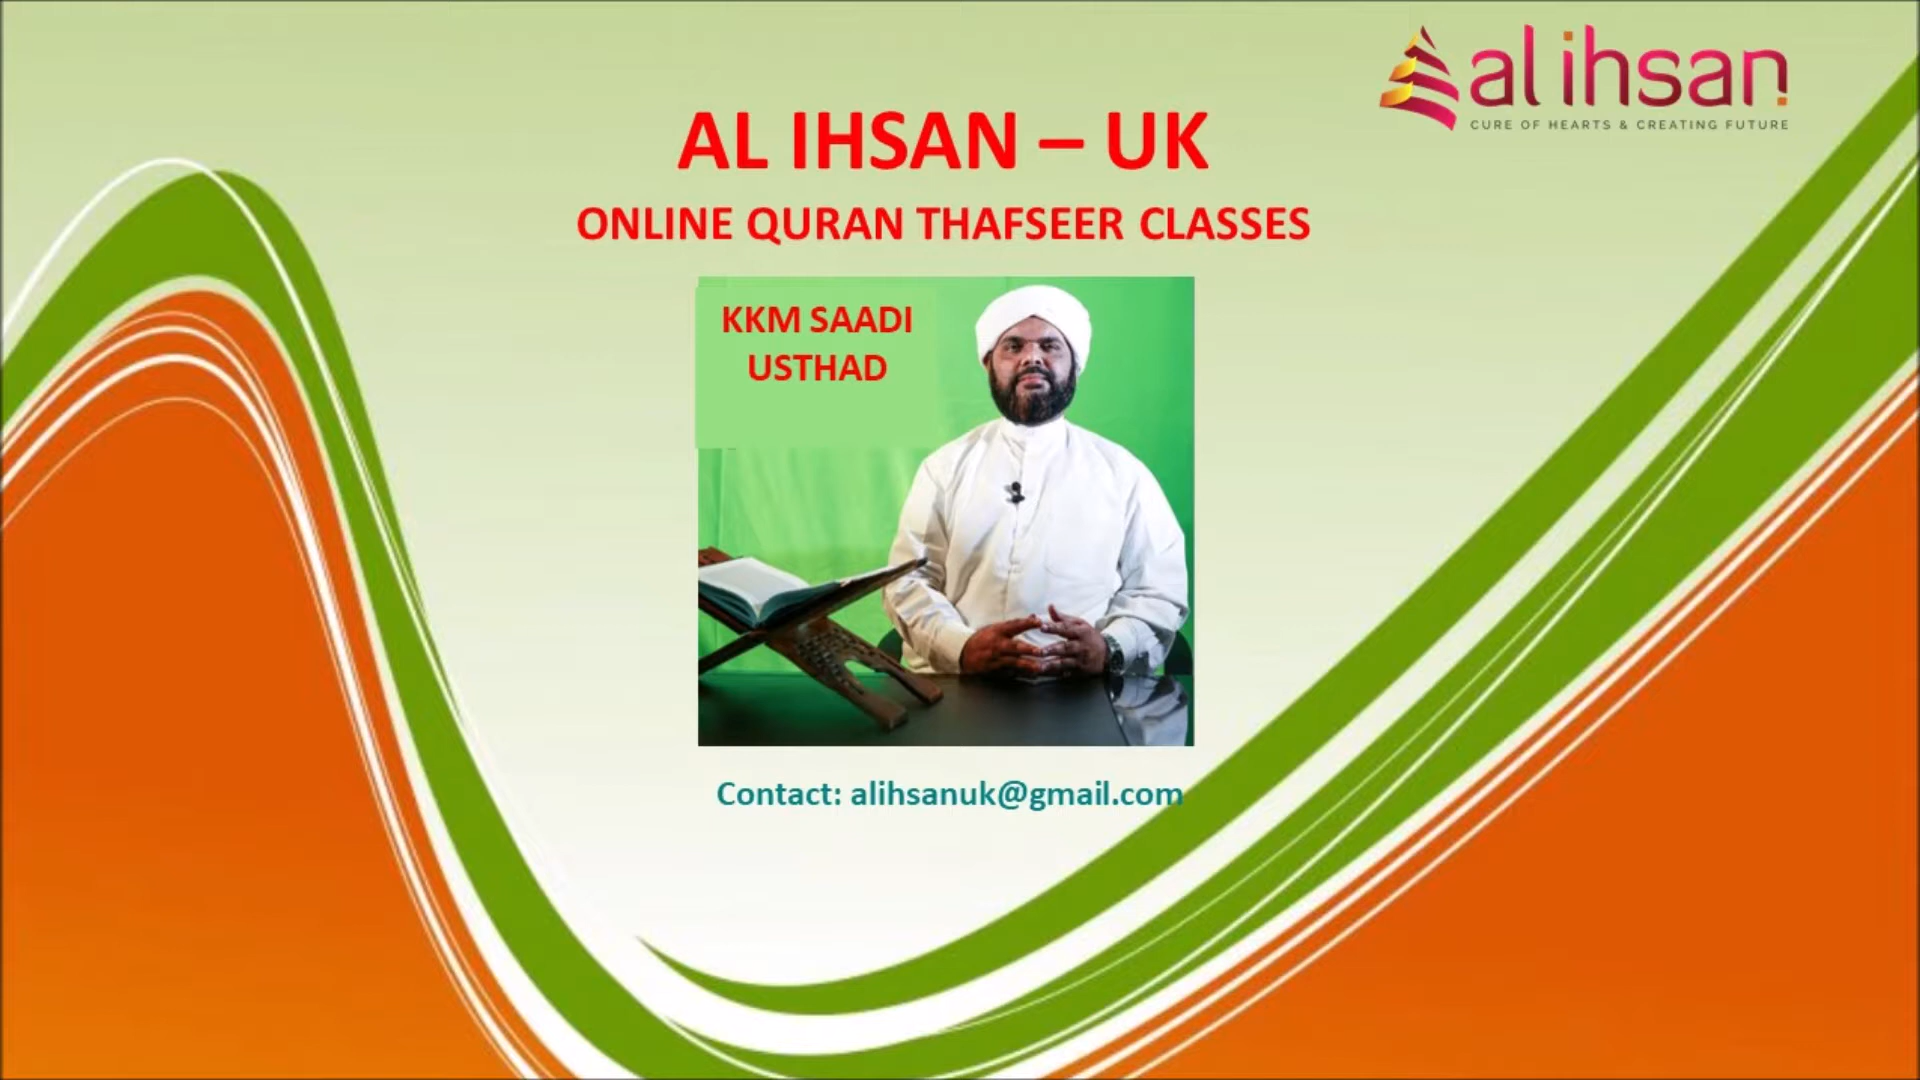 al ihsan
CURE OF HEARTS & CREATING FUTURE
AL IHSAN – UK
ONLINE QURAN THAFSEER CLASSES
KKM SAADI
USTHAD
Contact: alihsanuk@gmail.com